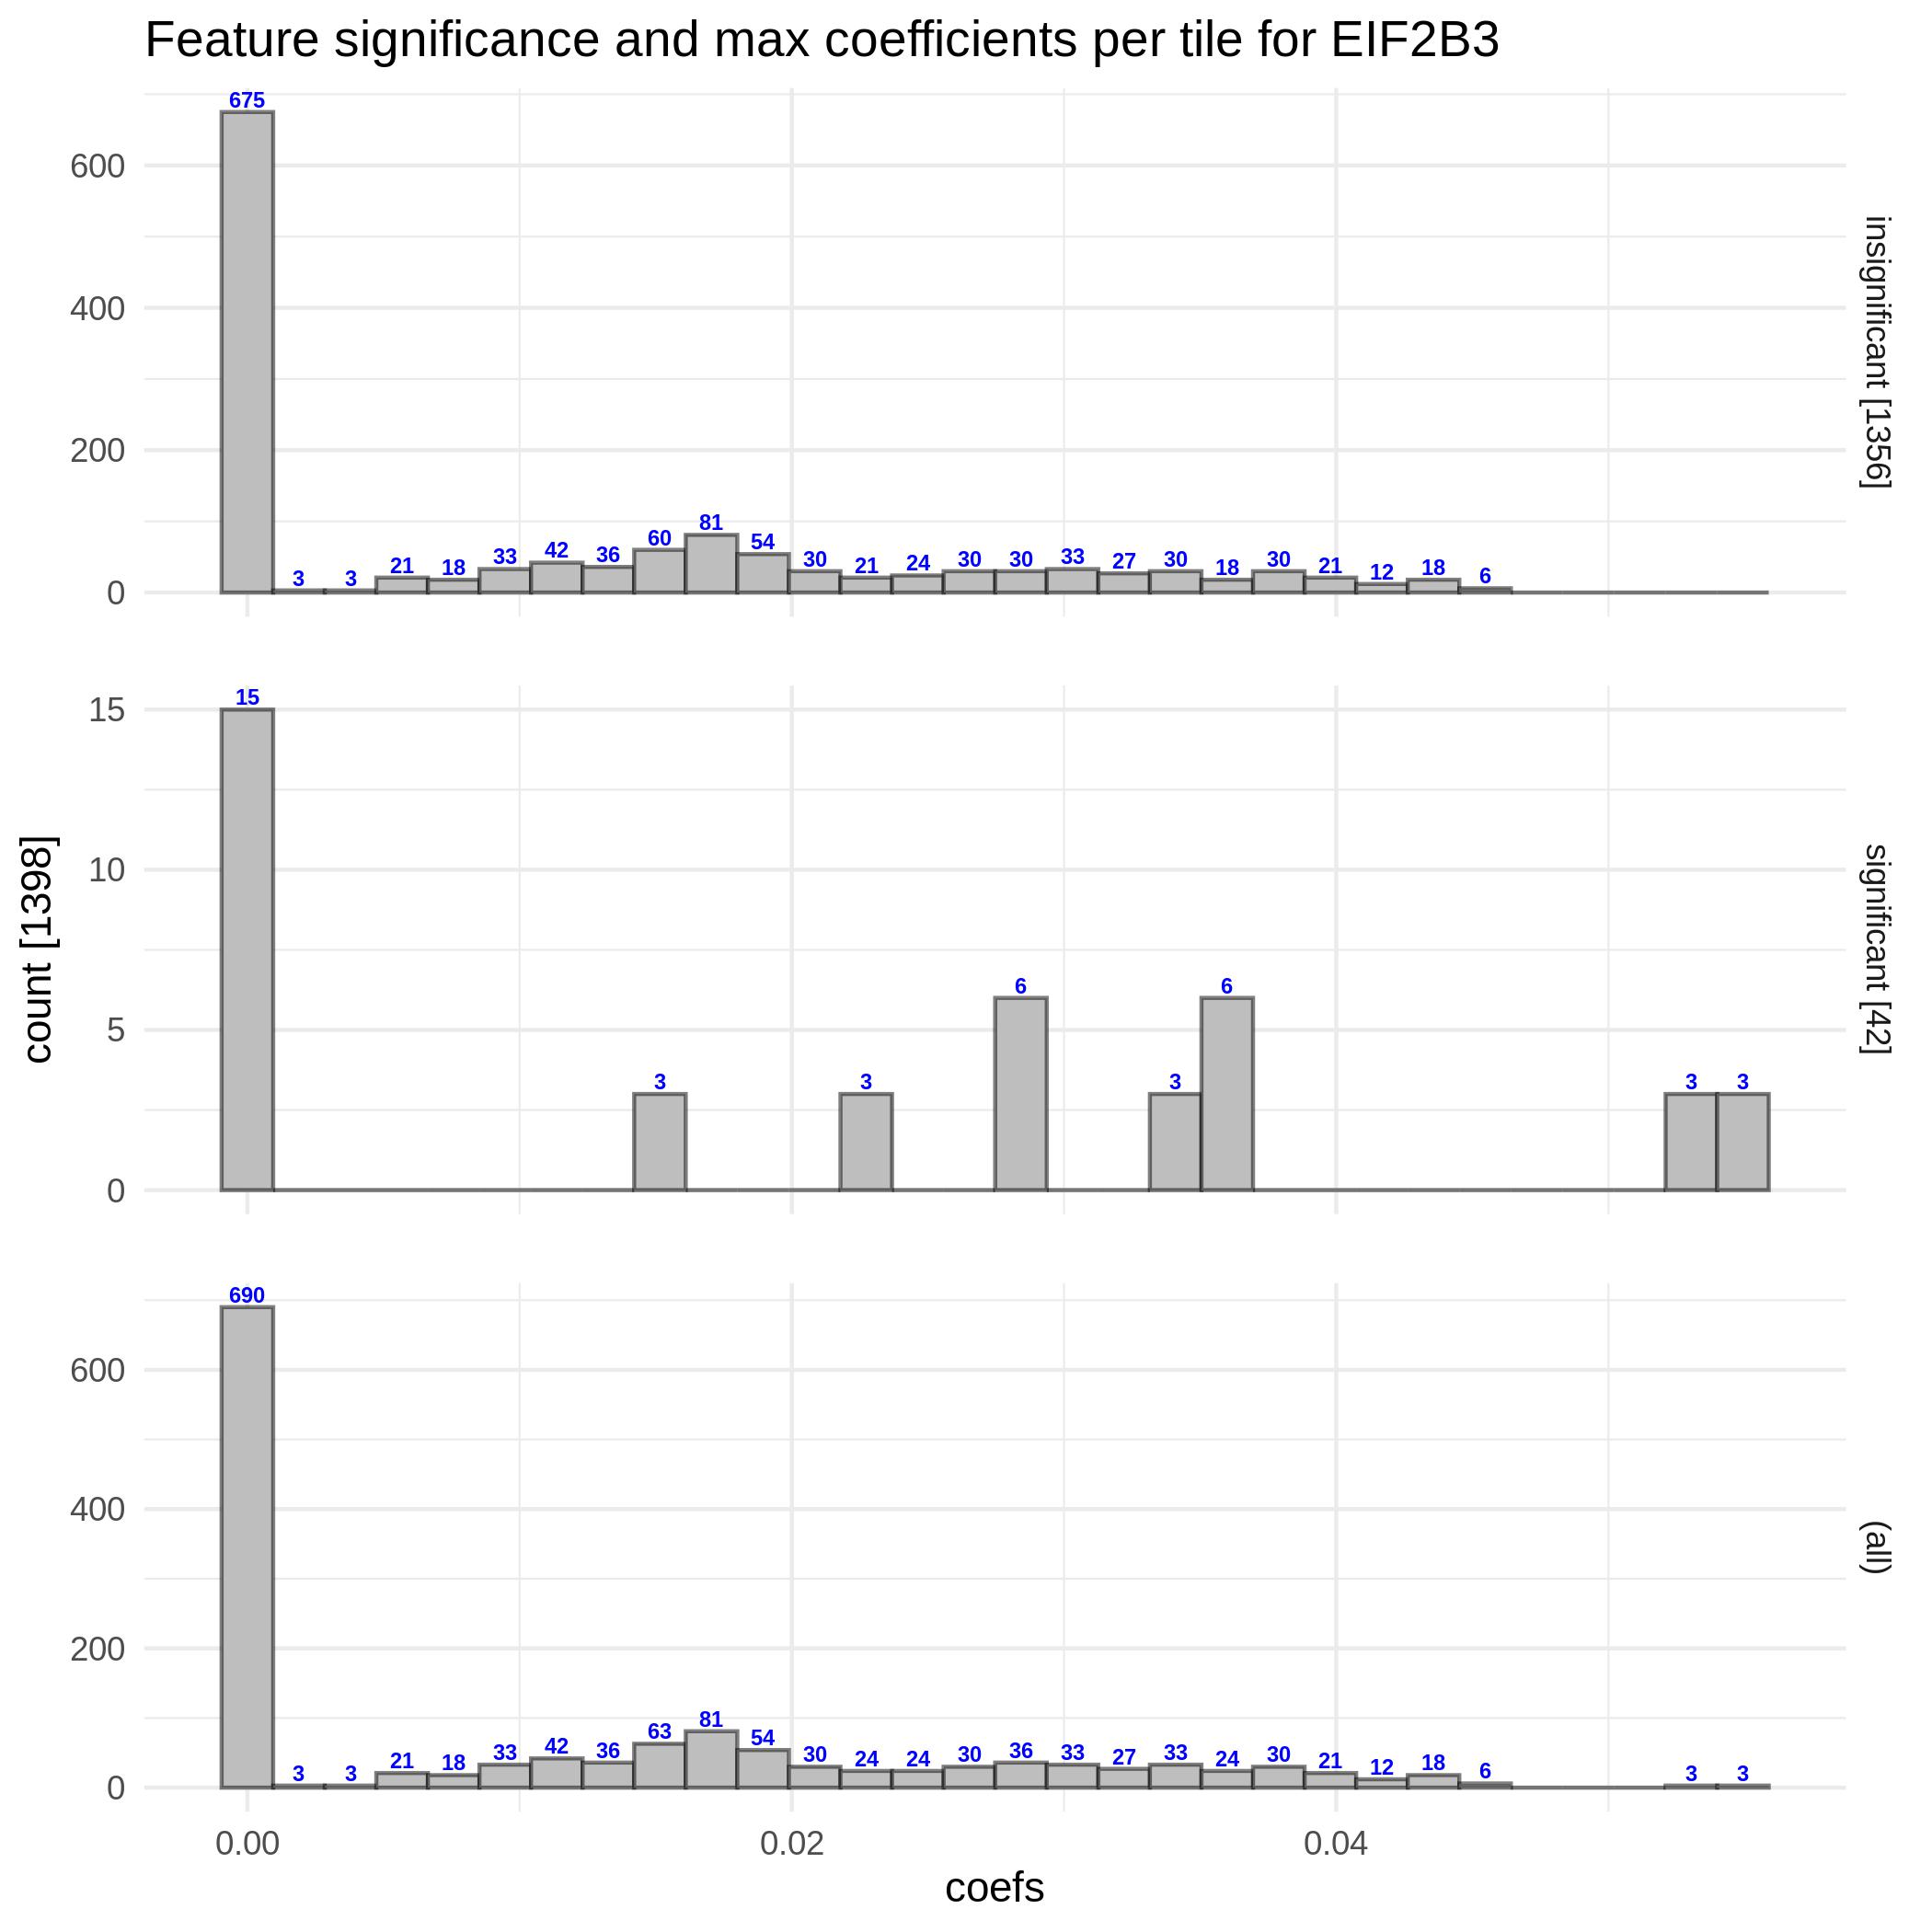 Feature significance and max coefficients per tile for EIF2B3
675
600
400
200
0
3 3 21 18 33 42 36 60 81 54 30 21 24 30 30 33 27 30 18 30 21 12 18 6
insignificant [1356]
count [1398]
15
15
10
5
0
3 3 6 3 6 3 3
significant [42]
690
600
400
200
0
3 3 21 18 33 42 36 63 81 54 30 24 24 30 36 33 27 33 24 30 21 12 18 6 3 3
(all)
0.00 0.02 0.04
coefs